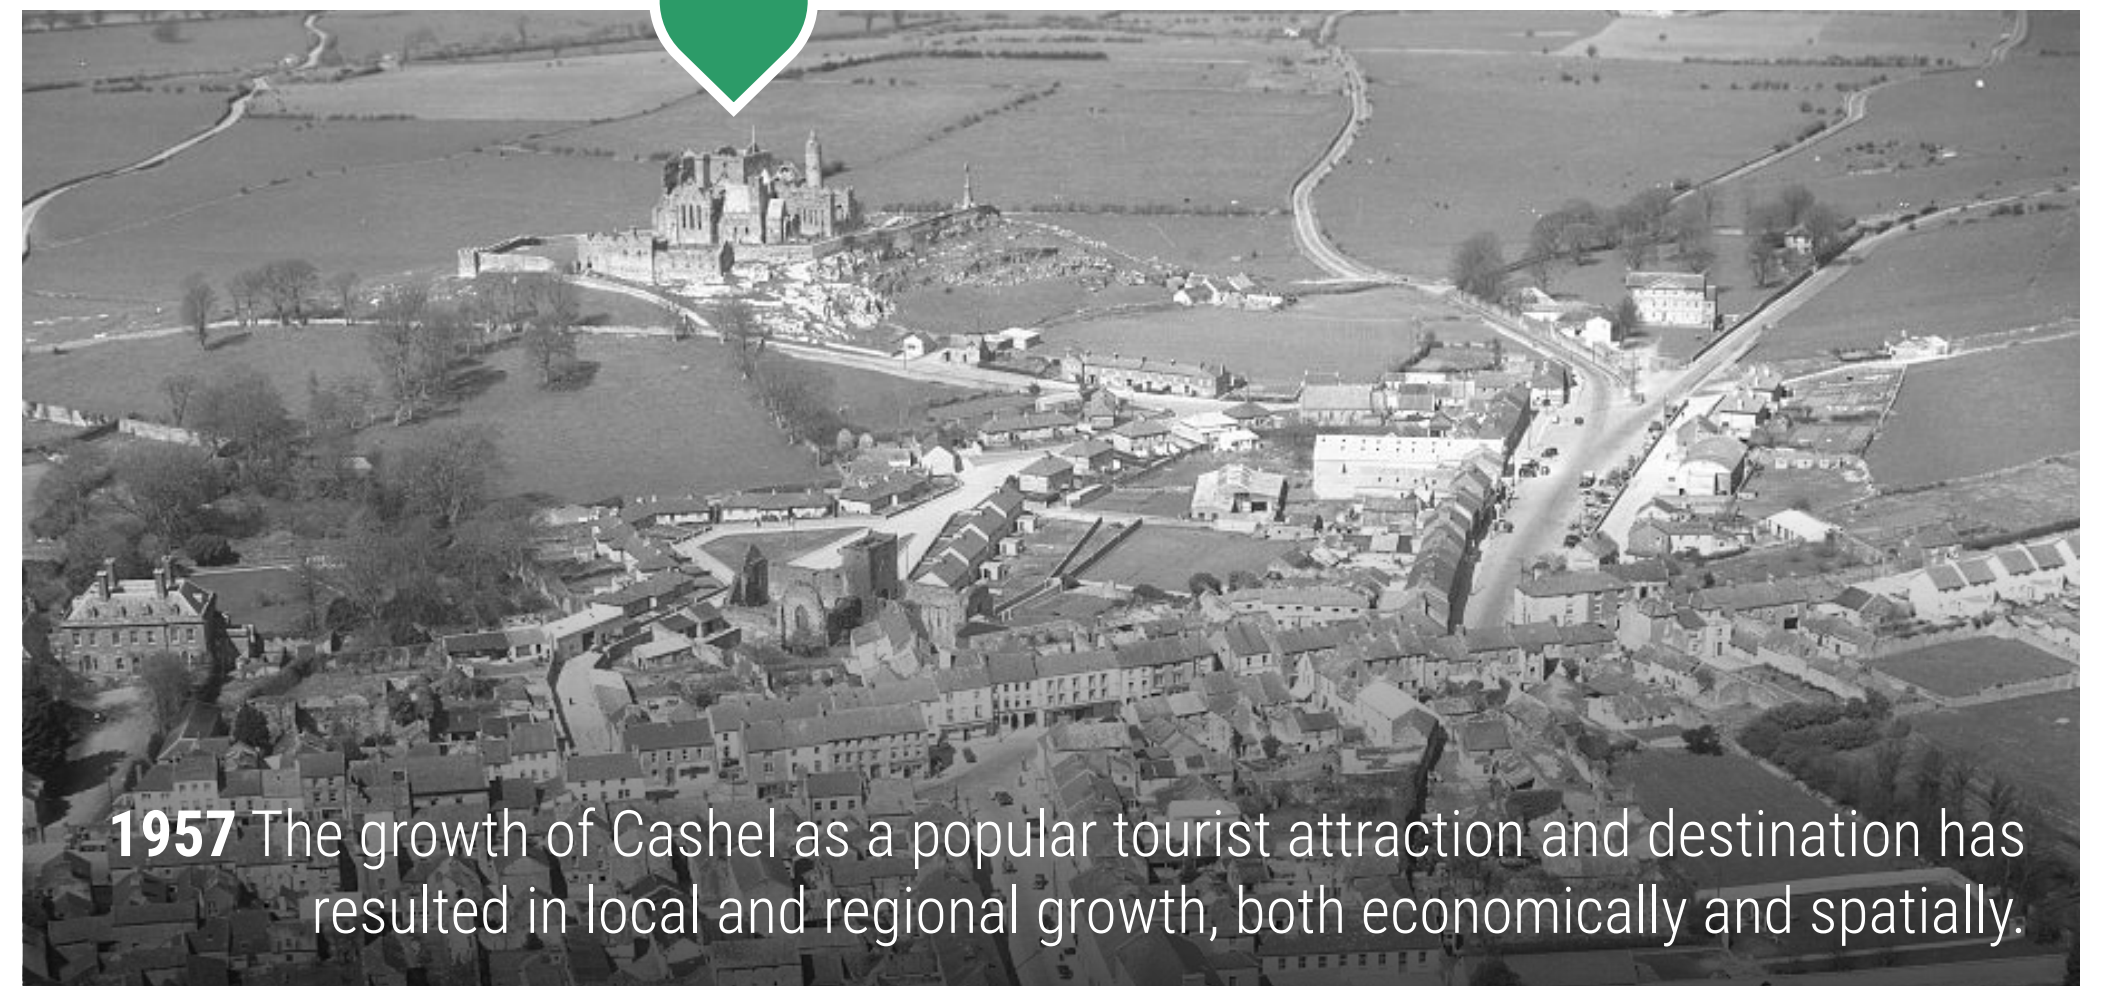 1957 The growth of Cashel as a popular tourist attraction and destination has
resulted in local and regional growth, both economically and spatially.